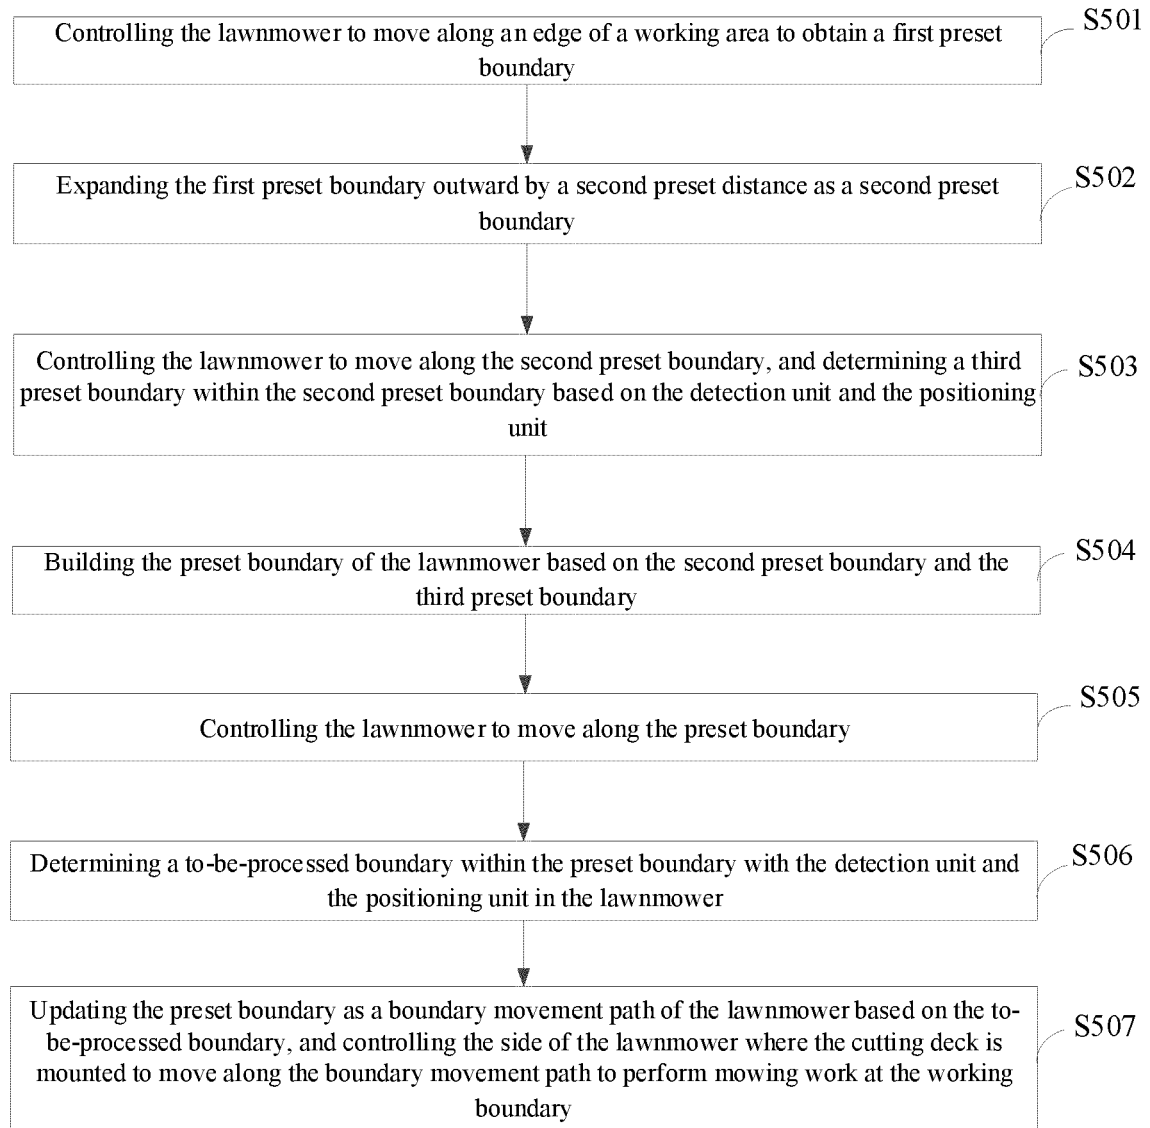 Controlling the lawnmower to move along an edge of a working area to obtain a first preset
boundary
S501
Expanding the first preset boundary outward by a second preset distance as a second preset
boundary
S502
Controlling the lawnmower to move along the second preset boundary, and determining a third
preset boundary within the second preset boundary based on the detection unit and the positioning
unit
S503
Building the preset boundary of the lawnmower based on the second preset boundary and the
third preset boundary
S504
Controlling the lawnmower to move along the preset boundary
S505
Determining a to-be-processed boundary within the preset boundary with the detection unit and
the positioning unit in the lawnmower
S506
Updating the preset boundary as a boundary movement path of the lawnmower based on the to-
be-processed boundary, and controlling the side of the lawnmower where the cutting deck is
mounted to move along the boundary movement path to perform mowing work at the working
boundary
S507